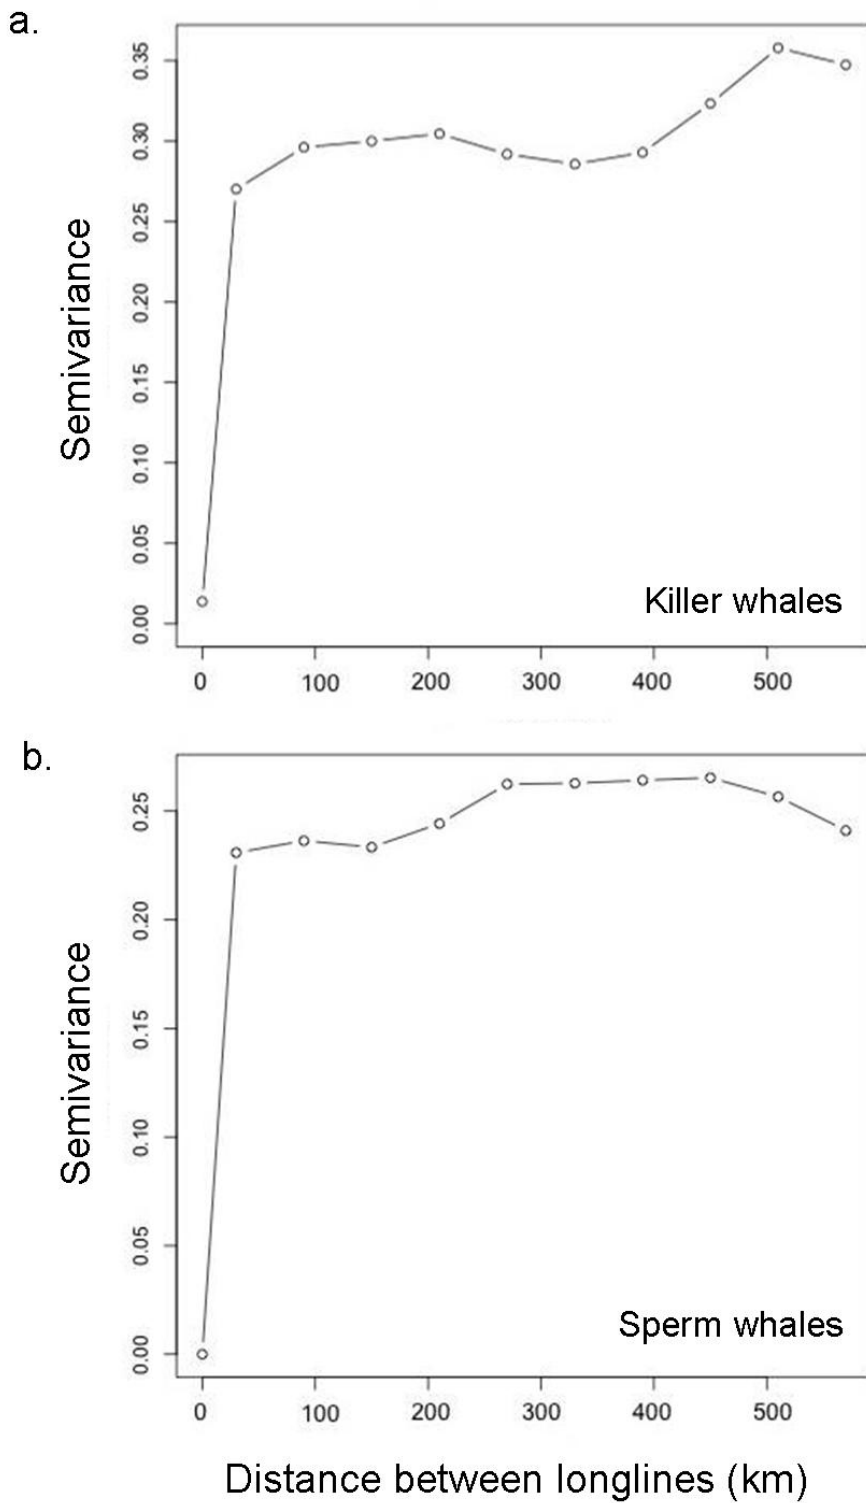 a.
0.35
0.30
0.25
0.20
0.15
0.10
0.05
0.00
Semivariance
Killer whales
0 100 200 300 400 500
b.
0.25
0.20
0.15
0.10
0.05
0.00
Semivariance
Sperm whales
0 100 200 300 400 500
Distance between longlines (km)